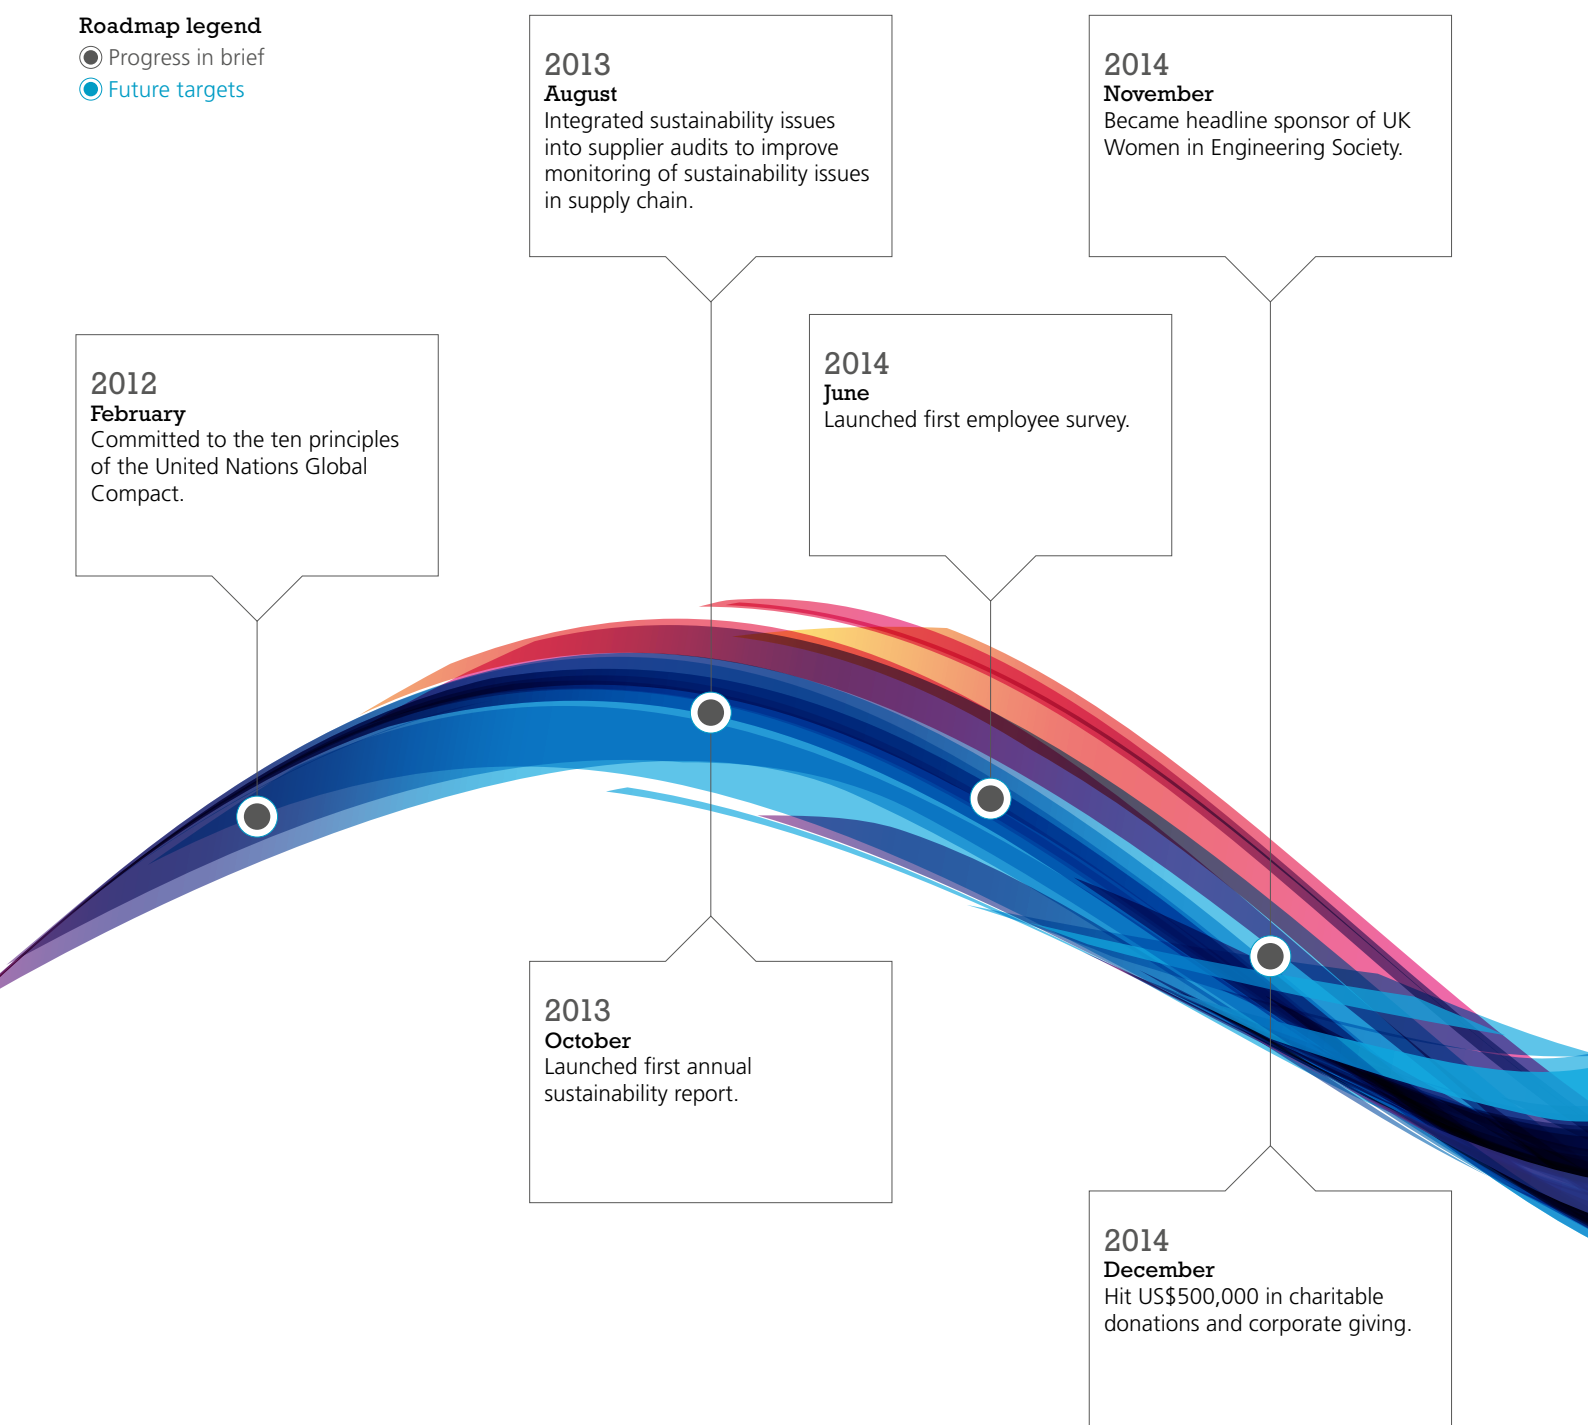 Roadmap legend
Progress in brief
Future targets
2013
August
Integrated sustainability issues
into supplier audits to improve
monitoring of sustainability issues
in supply chain.
2014
November
Became headline sponsor of UK
Women in Engineering Society.
2012
February
Committed to the ten principles
of the United Nations Global
Compact.
2014
June
Launched first employee survey.
2013
October
Launched first annual
sustainability report.
2014
December
Hit US$500,000 in charitable
donations and corporate giving.